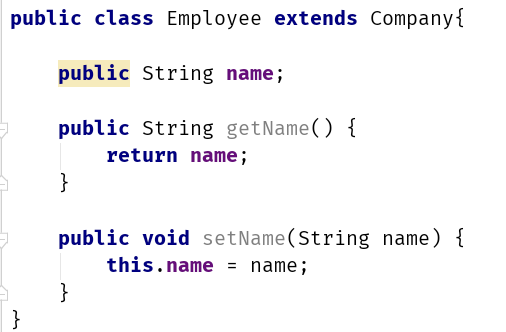 public class Employee extends Company{
public String name;
public String getName() {
return name;
}
public void setName(String name) {
this.name = name;
}
}